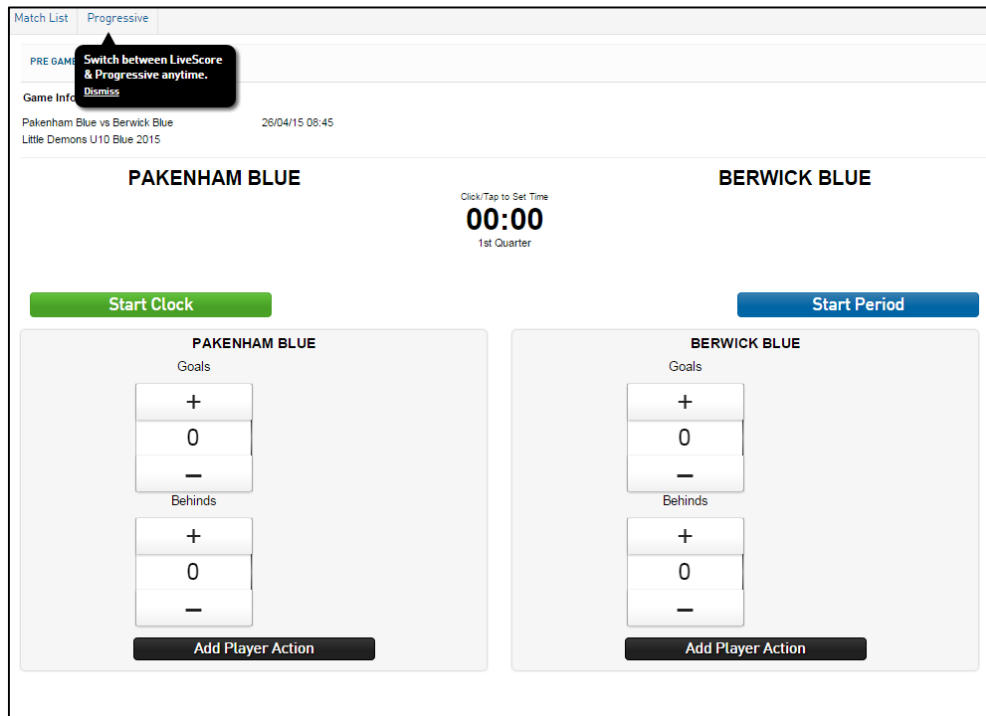 Match List Progressive
Switch between LiveScore
& Progressive anytime.
Dismiss
PRE GAME
Game Info
Pakenham Blue vs Berwick Blue 26/04/15 08:45
Little Demons U10 Blue 2015
PAKENHAM BLUE BERWICK BLUE
Click/Tap to Set Time
00:00
1st Quarter
Start Clock Start Period
PAKENHAM BLUE BERWICK BLUE
Goals Goals
+ +
0 0
− −
Behinds Behinds
+ +
0 0
− −
Add Player Action Add Player Action